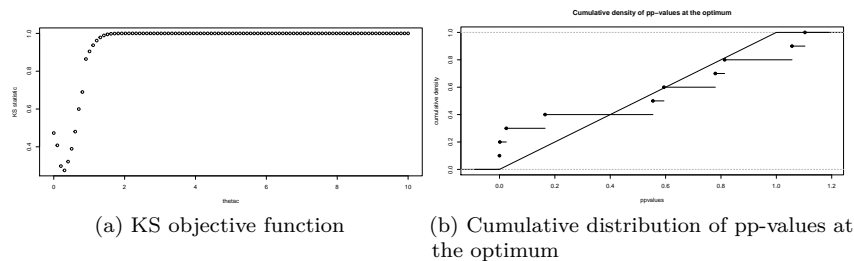 Cumulative density of pp-values at the optimum
KS statistic
0.4 0.6 0.8 1.0
0 2 4 6 8 10
thetac
cumulative density
0.0 0.2 0.4 0.6 0.8 1.0
0.0 0.2 0.4 0.6 0.8 1.0 1.2
ppvalues
(a) KS objective function
(b) Cumulative distribution of pp-values at
the optimum